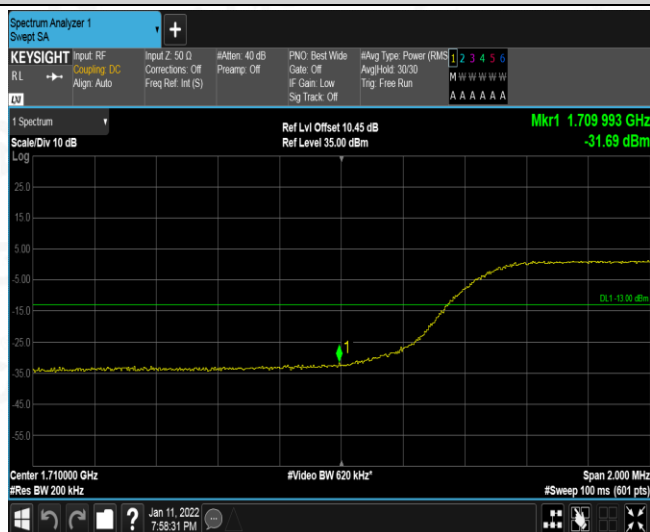 Spectrum Analyzer 1
Swept SA
+
KEYSIGHT
RL
LXI
Input: RF
Coupling: DC
Align: Auto
Input Z: 50 Ω
Corrections: Off
Freq Ref: Int (S)
#Atten: 40 dB
Preamp: Off
PNO: Best Wide
Gate: Off
IF Gain: Low
Sig Track: Off
#Avg Type: Power (RMS
Avg|Hold: 30/30
Trig: Free Run
1 2 3 4 5 6
M W W W W W
A A A A A A
1 Spectrum
Scale/Div 10 dB
Ref Lvl Offset 10.45 dB
Ref Level 35.00 dBm
Mkr1 1.709 993 GHz
-31.69 dBm
Log
25.0
15.0
5.00
-5.00
DL1 -13.00 dBm
-15.0
-25.0
1
-35.0
-45.0
-55.0
Center 1.710000 GHz
#Res BW 200 kHz
#Video BW 620 kHz*
Span 2.000 MHz
#Sweep 100 ms (601 pts)
?
Jan 11, 2022
7:58:31 PM